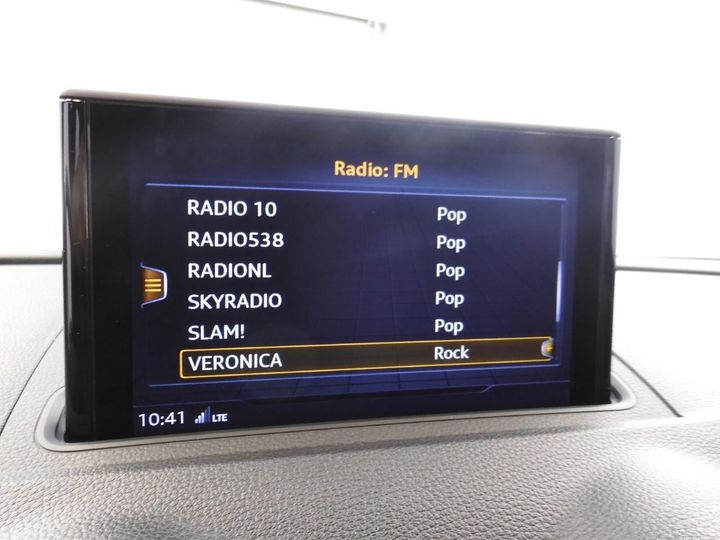 Radio: FM
RADIO 10 Pop
RADIO538 Pop
RADIONL Pop
SKYRADIO Pop
SLAM! Pop
VERONICA Rock
10:41 LTE